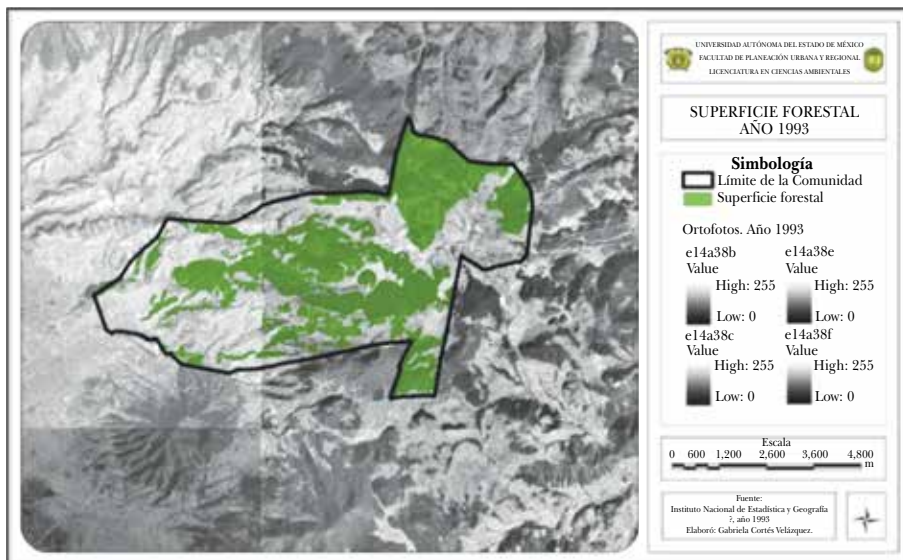 UNIVERSIDAD AUTÓNOMA DEL ESTADO DE MÉXICO
FACULTAD DE PLANEACIÓN URBANA Y REGIONAL
LICENCIATURA EN CIENCIAS AMBIENTALES
SUPERFICIE FORESTAL
AÑO 1993
Simbología
Límite de la Comunidad
Superficie forestal
Ortofotos. Año 1993
e14a38b e14a38e
Value Value
High: 255 High: 255
Low: 0 Low: 0
e14a38c e14a38f
Value Value
High: 255 High: 255
Low: 0 Low: 0
Escala
0 600 1,200 2,600 3,600 4,800
m
Fuente:
Instituto Nacional de Estadística y Geografía
?, año 1993
Elaboró: Gabriela Cortés Velázquez.